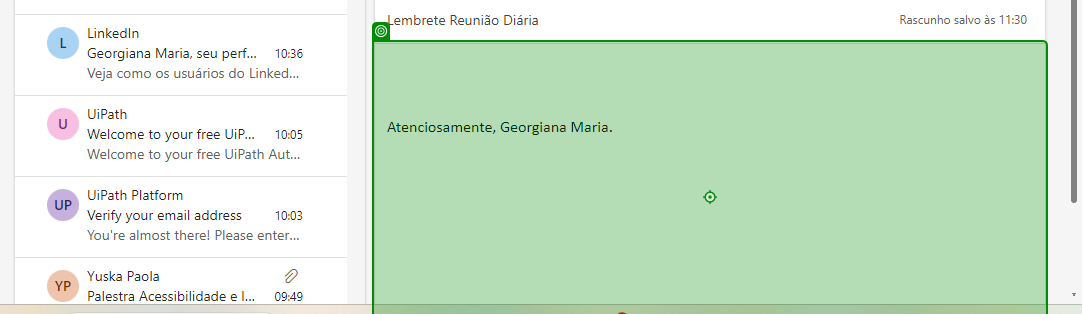 LinkedIn
L
Georgiana Maria, seu perf... 10:36
Veja como os usuários do Linked...
UiPath
U
Welcome to your free UiP... 10:05
Welcome to your free UiPath Aut...
UiPath Platform
UP
Verify your email address 10:03
You're almost there! Please enter...
Yuska Paola
YP
Palestra Acessibilidade e I... 09:49
Lembrete Reunião Diária Rascunho salvo às 11:30
Atenciosamente, Georgiana Maria.